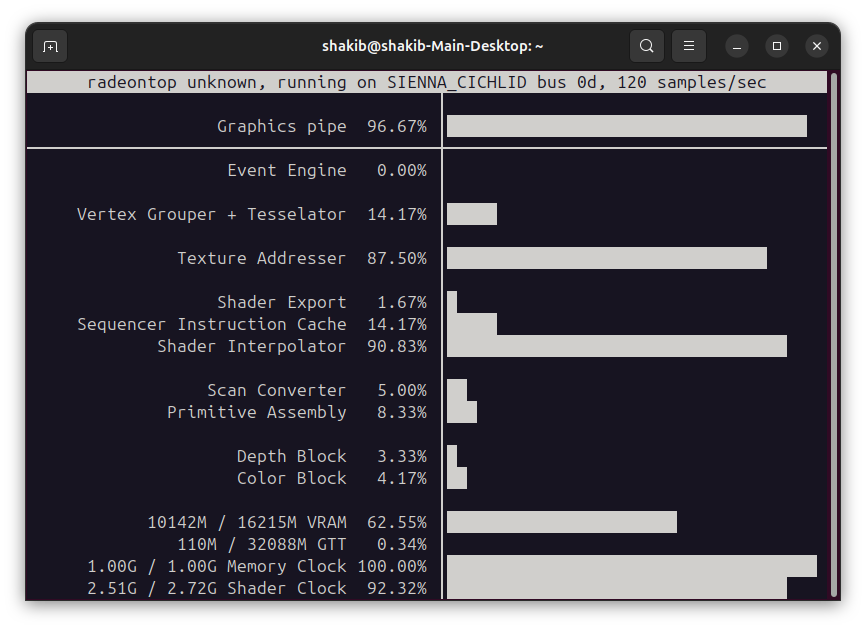 shakib@shakib-Main-Desktop: ~
radeontop unknown, running on SIENNA_CICHLID bus 0d, 120 samples/sec
Graphics pipe 96.67%
Event Engine 0.00%
Vertex Grouper + Tesselator 14.17%
Texture Addresser 87.50%
Shader Export 1.67%
Sequencer Instruction Cache 14.17%
Shader Interpolator 90.83%
Scan Converter 5.00%
Primitive Assembly 8.33%
Depth Block 3.33%
Color Block 4.17%
10142M / 16215M VRAM 62.55%
110M / 32088M GTT 0.34%
1.00G / 1.00G Memory Clock 100.00%
2.51G / 2.72G Shader Clock 92.32%